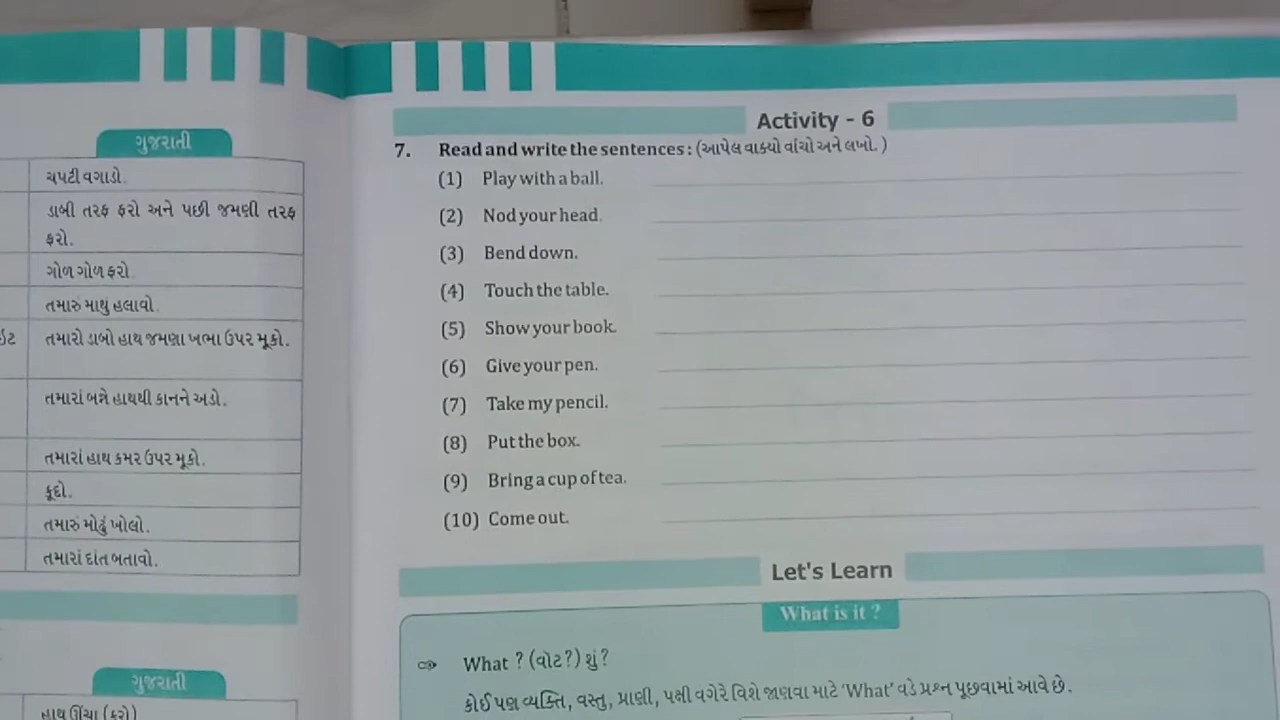 ગુજરાતી
ચપટી વગાડો.
ડાબી તરફ ફરો અને પછી જમણી તરફ
ફરો.
ગોળ ગોળ ફરો.
તમારું માથું હલાવો.
તમારો ડાબો હાથ જમણા ખભા ઉપર મૂકો.
તમારાં બન્ને હાથથી કાનને અડો.
તમારાં હાથ કમર ઉપર મૂકો.
કૂદો.
તમારું મોઢું ખોલો.
તમારાં દાંત બતાવો.
ગુજરાતી
હાથ ઊંચા (કરો)
Activity - 6
7. Read and write the sentences : (આપેલ વાક્યો વાંચો અને લખો. )
(1) Play with a ball.
(2) Nod your head.
(3) Bend down.
(4) Touch the table.
(5) Show your book.
(6) Give your pen.
(7) Take my pencil.
(8) Put the box.
(9) Bring a cup of tea.
(10) Come out.
Let's Learn
What is it ?
⇨ What ? (વોટ?) શું?
કોઈ પણ વ્યક્તિ, વસ્તુ, પ્રાણી, પક્ષી વગેરે વિશે જાણવા માટે 'What' વડે પ્રશ્ન પૂછવામાં આવે છે.